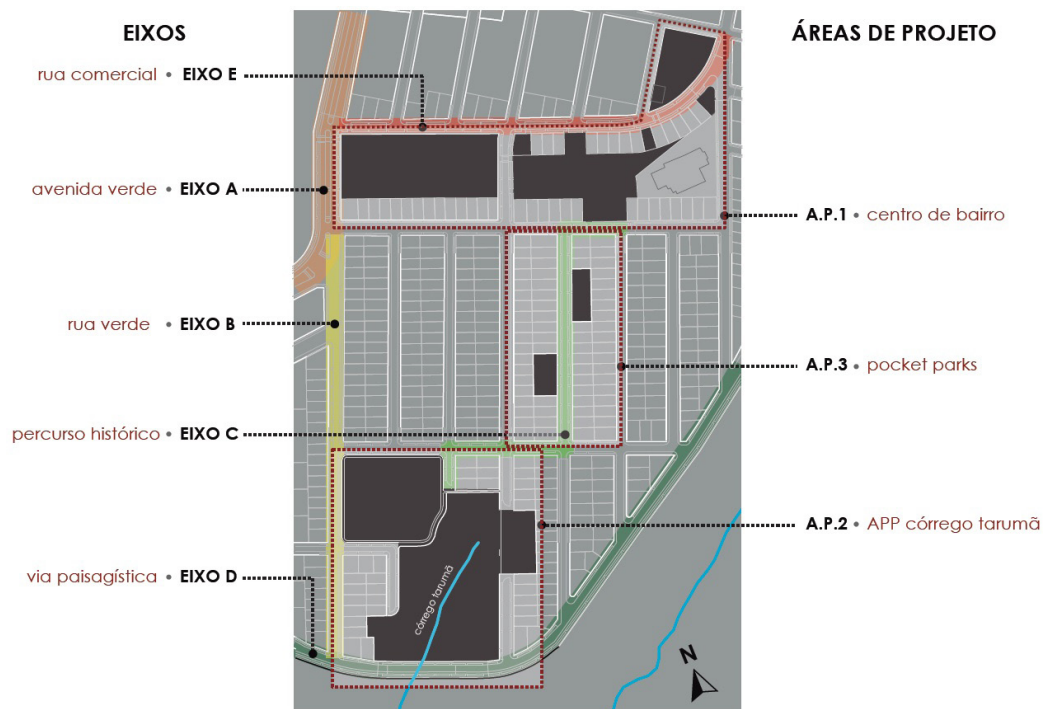 EIXOS
ÁREAS DE PROJETO
rua comercial • EIXO E
avenida verde • EIXO A
A.P.1 • centro de bairro
rua verde • EIXO B
A.P.3 • pocket parks
percurso histórico • EIXO C
A.P.2 • APP córrego tarumã
via paisagística • EIXO D
córrego tarumã
N